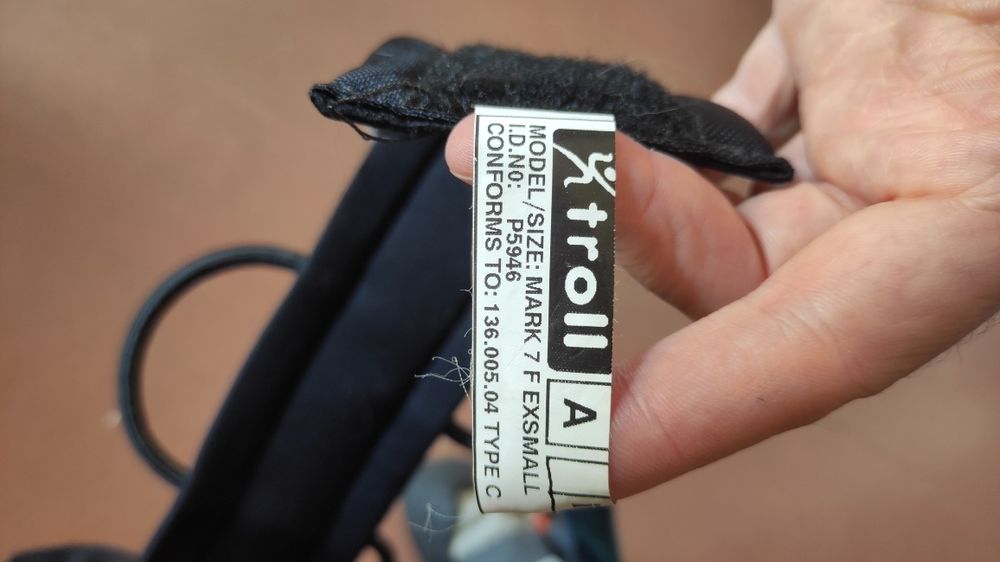 troll
A
MODEL/SIZE: MARK 7 F EXSMALL
I.D.N0: P5946
CONFORMS TO: 136.005.04 TYPE C